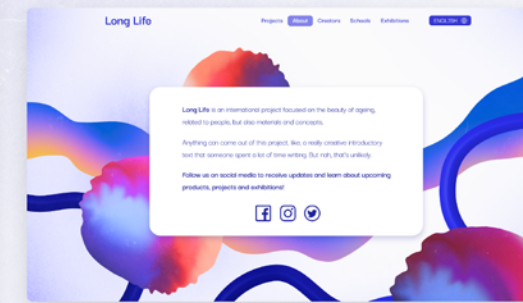 Long Life
Projects About Creators Schools Exhibitions ENGLISH
Long Life is an international project focused on the beauty of ageing,
related to people, but also materials and concepts.
Anything can come out of this project, like, a really creative introductory
text that someone spent a lot of time writing. But nah, that's unlikely.
Follow us on social media to receive updates and learn about upcoming
products, projects and exhibitions!